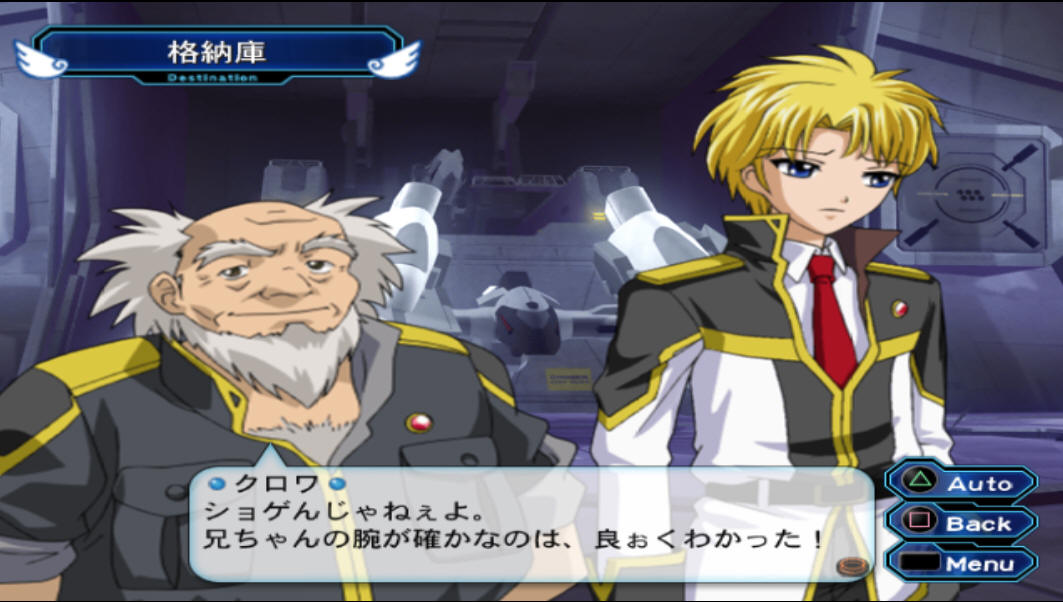 格納庫
Destination
クロワ
ショゲんじゃねぇよ。
兄ちゃんの腕が確かなのは、良ぉくわかった！
Auto
Back
Menu